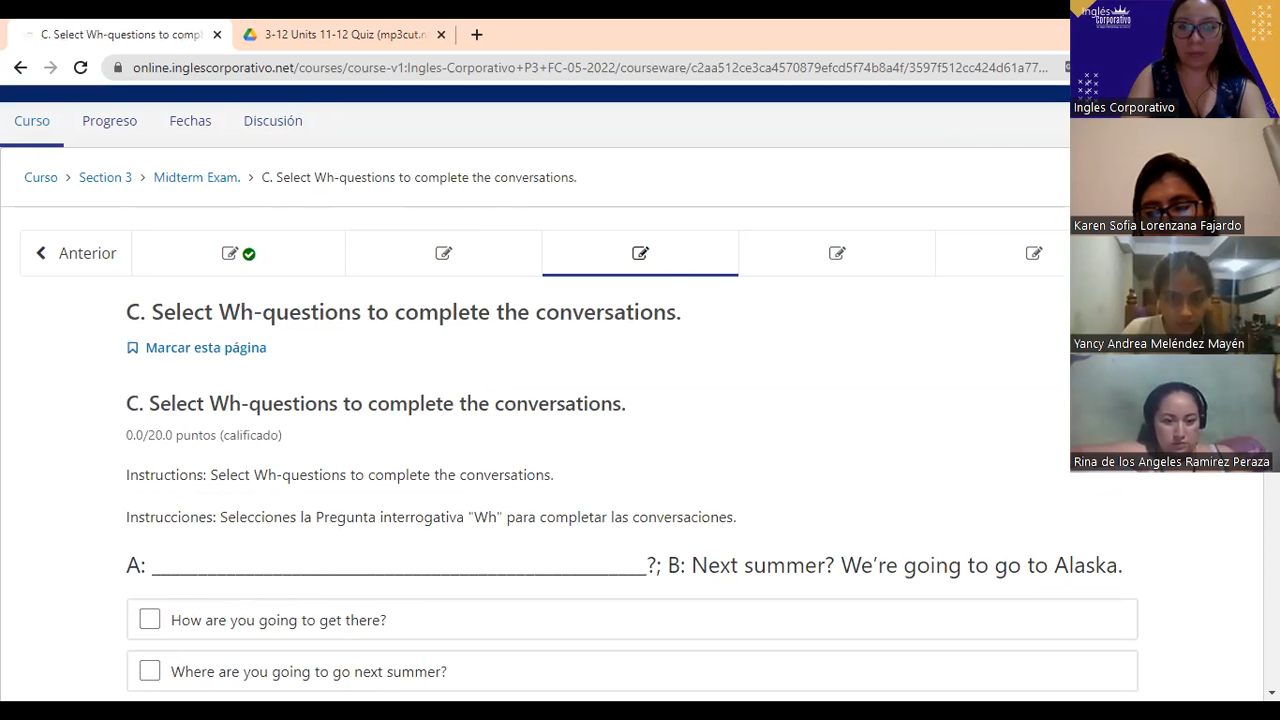 C. Select Wh-questions to compl
3-12 Units 11-12 Quiz (mp3cut.n
online.inglescorporativo.net/courses/course-v1:Ingles-Corporativo+P3+FC-05-2022/courseware/c2aa512ce3ca4570879efcd5f74b8a4f/3597f512cc424d61a77...
Curso
Progreso
Fechas
Discusión
Curso > Section 3 > Midterm Exam. > C. Select Wh-questions to complete the conversations.
Anterior
C. Select Wh-questions to complete the conversations.
Marcar esta página
C. Select Wh-questions to complete the conversations.
0.0/20.0 puntos (calificado)
Instructions: Select Wh-questions to complete the conversations.
Instrucciones: Selecciones la Pregunta interrogativa "Wh" para completar las conversaciones.
A: ________________________________________________?; B: Next summer? We’re going to go to Alaska.
How are you going to get there?
Where are you going to go next summer?
Inglés
Corporativo
Ingles Corporativo
Karen Sofia Lorenzana Fajardo
Yancy Andrea Meléndez Mayén
Rina de los Angeles Ramirez Peraza